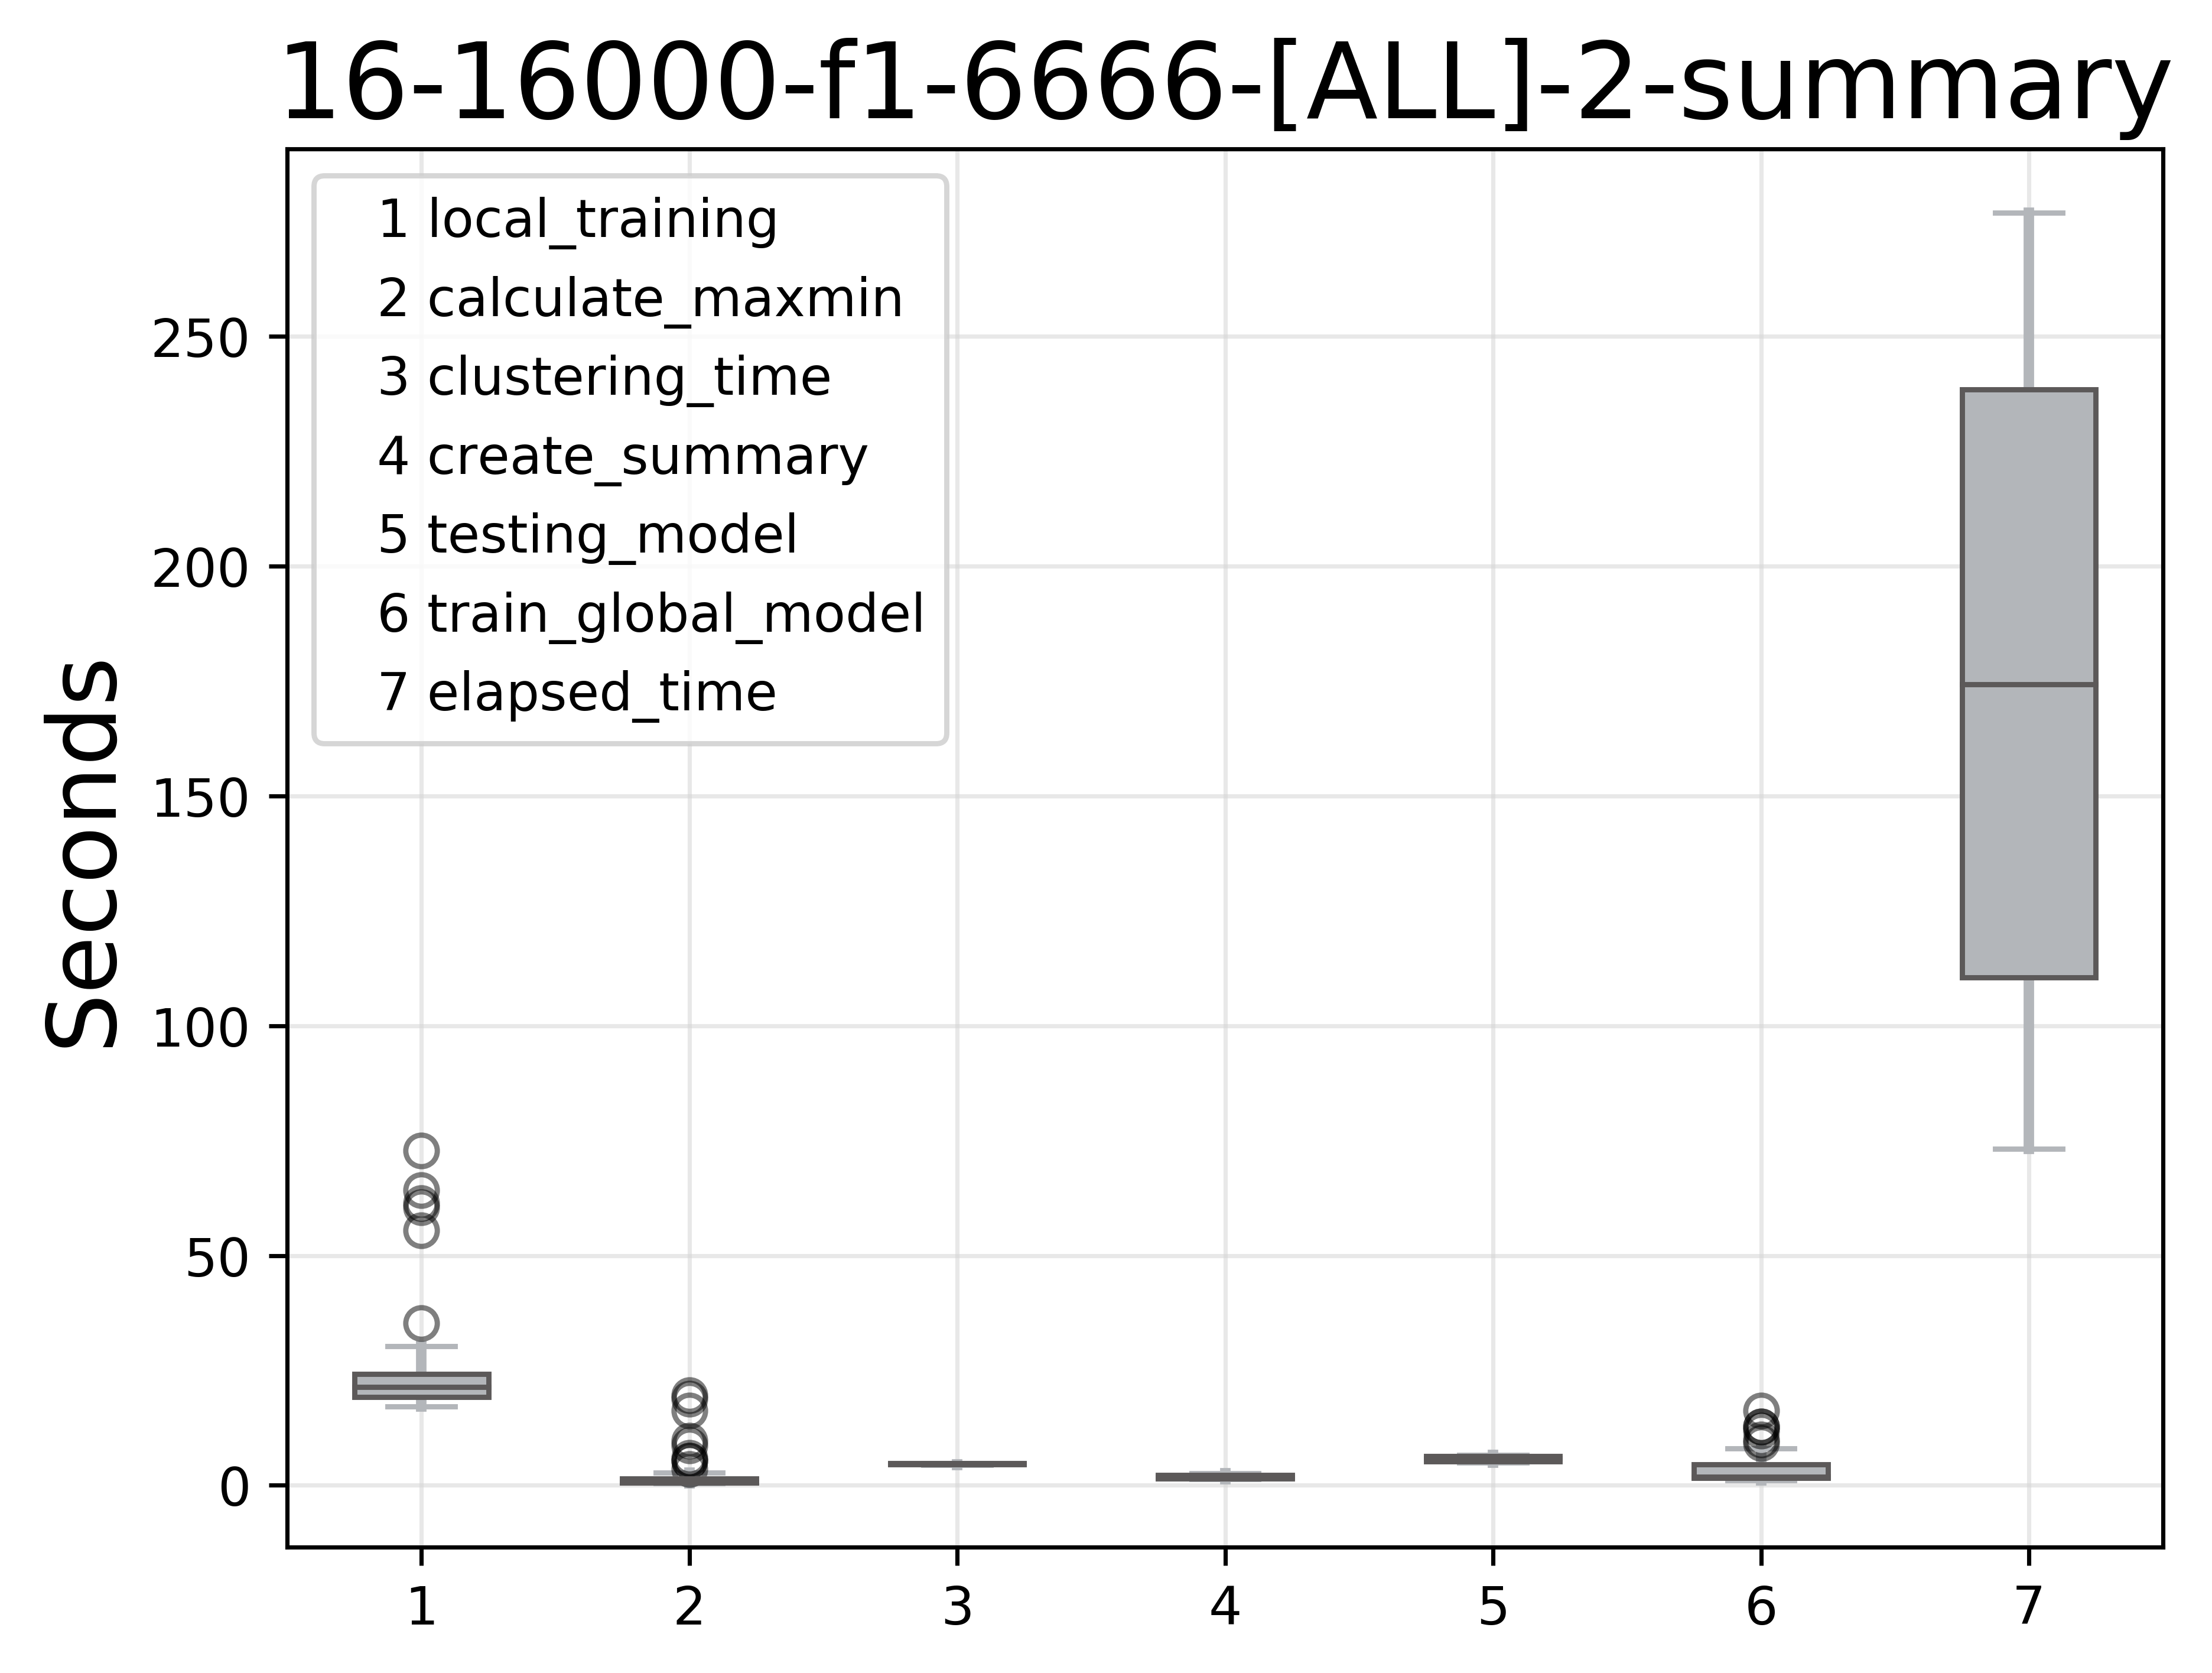 16-16000-f1-6666-[ALL]-2-summary
1 local_training
2 calculate_maxmin
3 clustering_time
4 create_summary
5 testing_model
6 train_global_model
7 elapsed_time
Seconds
250
200
150
100
50
0
1 2 3 4 5 6 7